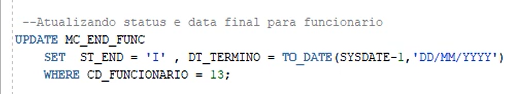 --Atualizando status e data final para funcionario
UPDATE MC_END_FUNC
SET ST_END = 'I' , DT_TERMINO = TO_DATE(SYSDATE-1,'DD/MM/YYYY')
WHERE CD_FUNCIONARIO = 13;